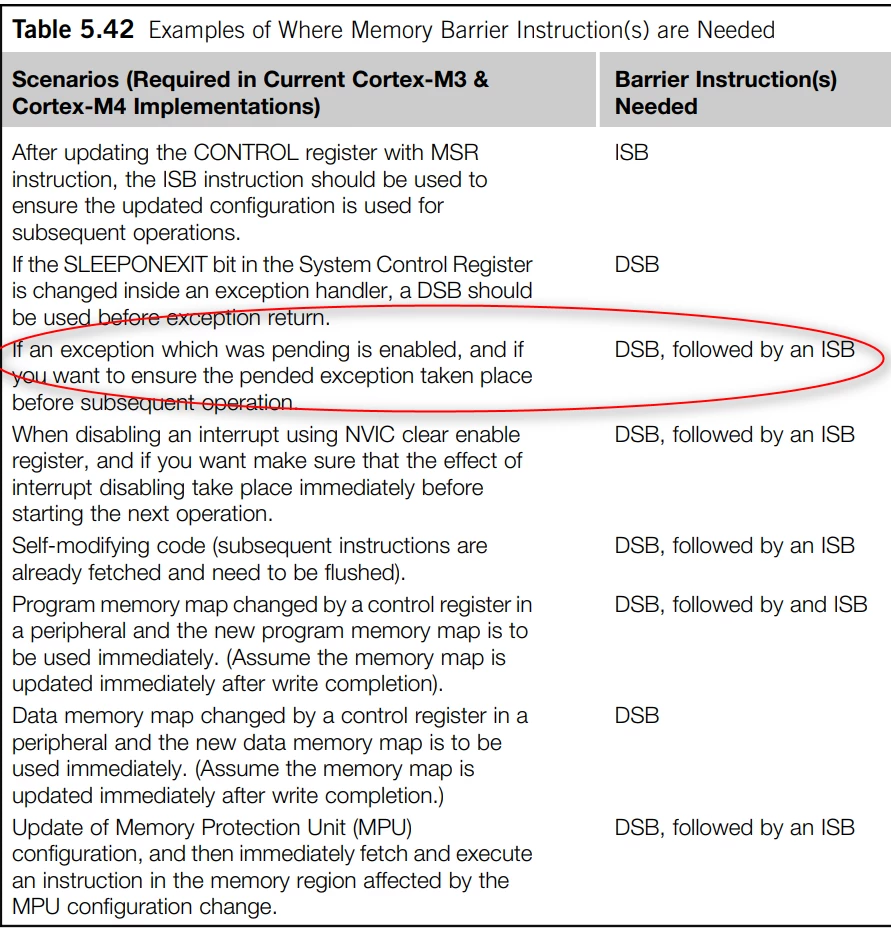 Table 5.42 Examples of Where Memory Barrier Instruction(s) are Needed
Scenarios (Required in Current Cortex-M3 &
Cortex-M4 Implementations)
Barrier Instruction(s)
Needed
After updating the CONTROL register with MSR
instruction, the ISB instruction should be used to
ensure the updated configuration is used for
subsequent operations.
ISB
If the SLEEPONEXIT bit in the System Control Register
is changed inside an exception handler, a DSB should
be used before exception return.
DSB
If an exception which was pending is enabled, and if
you want to ensure the pended exception taken place
before subsequent operation.
DSB, followed by an ISB
When disabling an interrupt using NVIC clear enable
register, and if you want make sure that the effect of
interrupt disabling take place immediately before
starting the next operation.
DSB, followed by an ISB
Self-modifying code (subsequent instructions are
already fetched and need to be flushed).
DSB, followed by an ISB
Program memory map changed by a control register in
a peripheral and the new program memory map is to
be used immediately. (Assume the memory map is
updated immediately after write completion).
DSB, followed by and ISB
Data memory map changed by a control register in a
peripheral and the new data memory map is to be
used immediately. (Assume the memory map is
updated immediately after write completion.)
DSB
Update of Memory Protection Unit (MPU)
configuration, and then immediately fetch and execute
an instruction in the memory region affected by the
MPU configuration change.
DSB, followed by an ISB